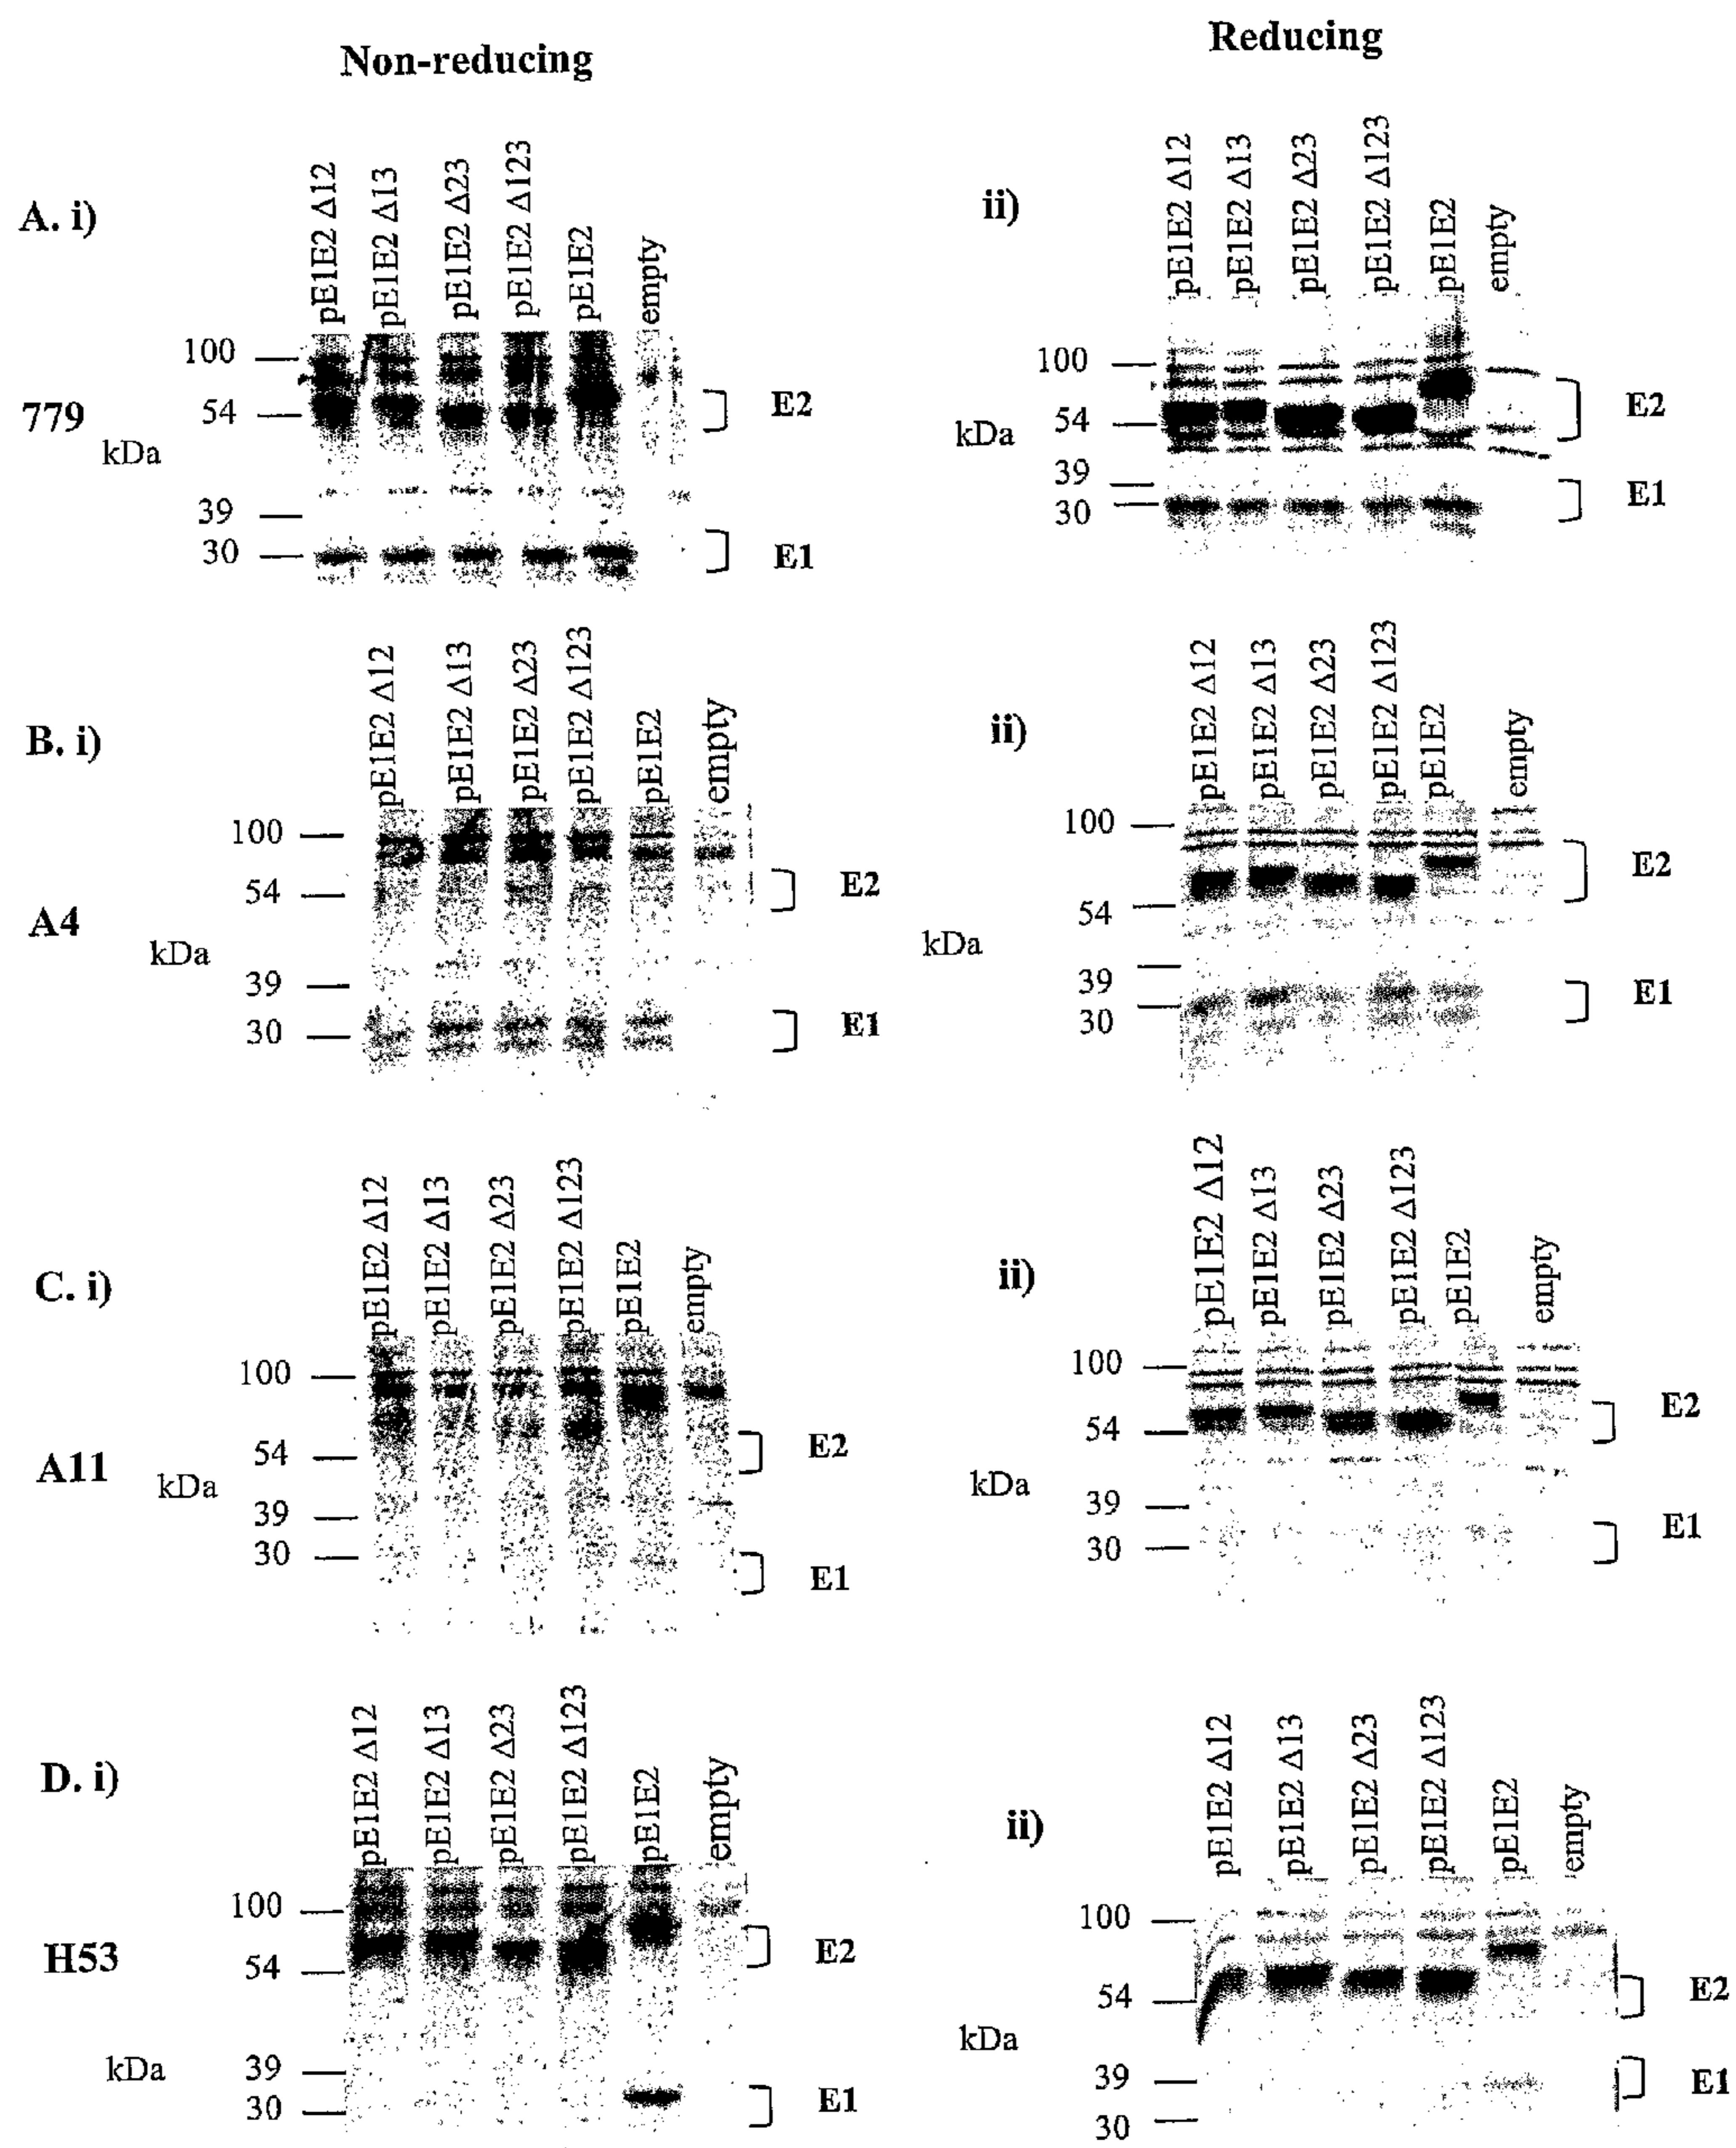 Non-reducing
Reducing
A. i)
pE1E2 Δ12
pE1E2 Δ13
pE1E2 Δ23
pE1E2 Δ123
pE1E2
empty
779
100
54
kDa
39
30
E2
E1
ii)
pE1E2 Δ12
pE1E2 Δ13
pE1E2 Δ23
pE1E2 Δ123
pE1E2
empty
100
54
kDa
39
30
E2
E1
B. i)
pE1E2 Δ12
pE1E2 Δ13
pE1E2 Δ23
pE1E2 Δ123
pE1E2
empty
A4
100
54
kDa
39
30
E2
E1
ii)
pE1E2 Δ12
pE1E2 Δ13
pE1E2 Δ23
pE1E2 Δ123
pE1E2
empty
100
54
kDa
39
30
E2
E1
C. i)
pE1E2 Δ12
pE1E2 Δ13
pE1E2 Δ23
pE1E2 Δ123
pE1E2
empty
A11
100
54
kDa
39
30
E2
E1
ii)
pE1E2 Δ12
pE1E2 Δ13
pE1E2 Δ23
pE1E2 Δ123
pE1E2
empty
100
54
kDa
39
30
E2
E1
D. i)
pE1E2 Δ12
pE1E2 Δ13
pE1E2 Δ23
pE1E2 Δ123
pE1E2
empty
H53
100
54
kDa
39
30
E2
E1
ii)
pE1E2 Δ12
pE1E2 Δ13
pE1E2 Δ23
pE1E2 Δ123
pE1E2
empty
100
54
kDa
39
30
E2
E1